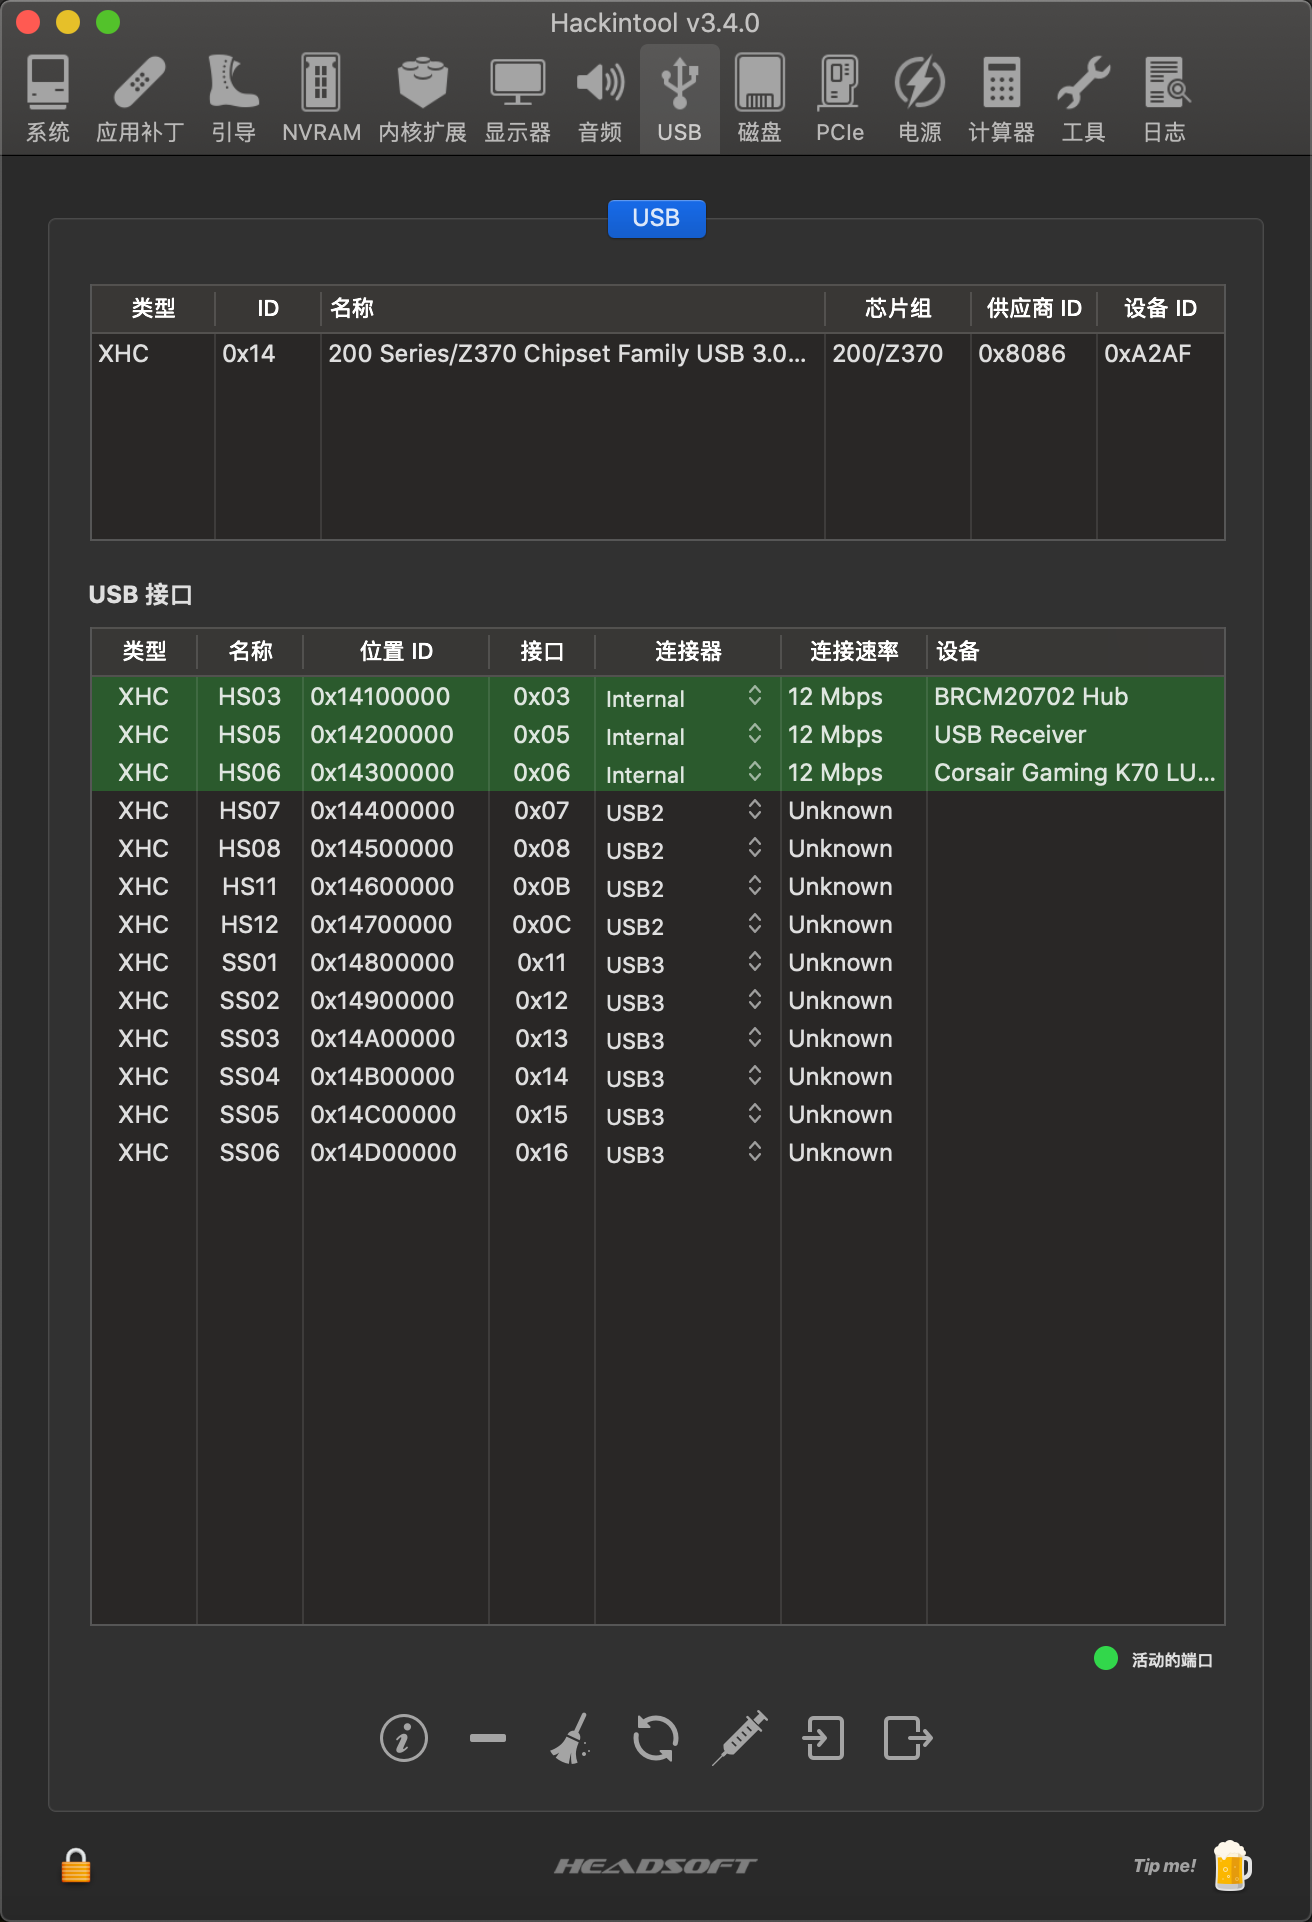 Hackintool v3.4.0
系统 应用补丁 引导 NVRAM 内核扩展 显示器 音频 USB 磁盘 PCIe 电源 计算器 工具 日志
USB
类型 ID 名称 芯片组 供应商 ID 设备 ID
XHC 0x14 200 Series/Z370 Chipset Family USB 3.0... 200/Z370 0x8086 0xA2AF
USB 接口
类型 名称 位置 ID 接口 连接器 连接速率 设备
XHC HS03 0x14100000 0x03 Internal 12 Mbps BRCM20702 Hub
XHC HS05 0x14200000 0x05 Internal 12 Mbps USB Receiver
XHC HS06 0x14300000 0x06 Internal 12 Mbps Corsair Gaming K70 LU...
XHC HS07 0x14400000 0x07 USB2 Unknown
XHC HS08 0x14500000 0x08 USB2 Unknown
XHC HS11 0x14600000 0x0B USB2 Unknown
XHC HS12 0x14700000 0x0C USB2 Unknown
XHC SS01 0x14800000 0x11 USB3 Unknown
XHC SS02 0x14900000 0x12 USB3 Unknown
XHC SS03 0x14A00000 0x13 USB3 Unknown
XHC SS04 0x14B00000 0x14 USB3 Unknown
XHC SS05 0x14C00000 0x15 USB3 Unknown
XHC SS06 0x14D00000 0x16 USB3 Unknown
活动的端口
HEADSOFT
Tip me!